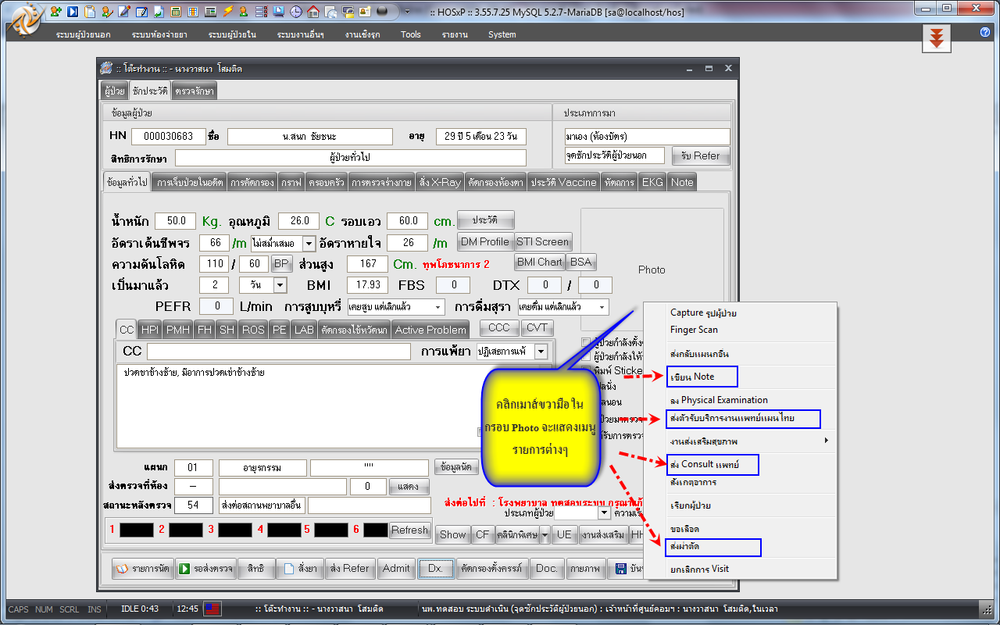 :: HOSxP :: 3.55.7.25 MySQL 5.2.7-MariaDB [sa@localhost/hos]
ระบบผู้ป่วยนอก ระบบห้องจ่ายยา ระบบผู้ป่วยใน ระบบงานอื่นๆ งานเชิงรุก Tools รายงาน System
:: โต๊ะทำงาน :: - นางวาสนา โสมติด
ผู้ป่วย ซักประวัติ ตรวจรักษา
ข้อมูลผู้ป่วย ประเภทการมา
HN 000030683 ชื่อ น.สนก ชัยชนะ อายุ 29 ปี 5 เดือน 23 วัน มาเอง (ห้องบัตร)
สิทธิการรักษา ผู้ป่วยทั่วไป จุดซักประวัติผู้ป่วยนอก รับ Refer
ข้อมูลทั่วไป การเจ็บป่วยในอดีต การคัดกรอง กราฟ ครอบครัว การตรวจร่างกาย สั่ง X-Ray คัดกรองห้องตา ประวัติ Vaccine หัตถการ EKG Note
น้ำหนัก 50.0 Kg. อุณหภูมิ 26.0 C รอบเอว 60.0 cm. ประวัติ
อัตราเต้นชีพจร 66 /m ไม่สม่ำเสมอ อัตราหายใจ 26 /m DM Profile STI Screen
ความดันโลหิต 110 / 60 BP ส่วนสูง 167 Cm. ทุพโภชนาการ 2 BMI Chart BSA
Photo
เป็นมาแล้ว 2 วัน BMI 17.93 FBS 0 DTX 0 / 0
PEFR 0 L/min การสูบบุหรี่ เคยสูบ แต่เลิกแล้ว การดื่มสุรา เคยดื่ม แต่เลิกแล้ว
CC HPI PMH FH SH ROS PE LAB คัดกรองไข้หวัดนก Active Problem CCC CVT
CC การแพ้ยา ปฏิเสธการแพ้
ปวดขาข้างซ้าย, มีอาการปวดเข่าข้างซ้าย
ผู้ป่วยกำลังตั้งค
ผู้ป่วยกำลังให้น
พิมพ์ Sticke
คลิกเมาส์ขวามือ ใน
กรอบ Photo จะแสดงเมนู
รายการต่างๆ
Capture รูปผู้ป่วย
Finger Scan
ส่งกลับแผนกอื่น
เขียน Note
ลง Physical Examination
ส่งตัวรับบริการงานแพทย์แผนไทย
งานส่งเสริมสุขภาพ
ส่ง Consult แพทย์
สังเกตุอาการ
เรียกผู้ป่วย
ขอเลือด
ส่งผ่าตัด
ยกเลิกการ Visit
แผนก 01 อายุรกรรม "" ข้อมูลนัด
ส่งตรวจที่ห้อง – 0 แสดง
สถานะหลังตรวจ 54 ส่งต่อสถานพยาบาลอื่น
ส่งต่อไปที่ : โรงพยาบาล ทดสอบระบบ กรุณาแก้
ประเภทผู้ป่วย ความเร่
1 2 3 4 5 6 Refresh Show CF คลินิกพิเศษ UE งานส่งเสริม HH
รายการนัด รอส่งตรวจ สิทธิ สั่งยา ส่ง Refer Admit Dx. คัดกรองตั้งครรภ์ Doc. กายภาพ บัน
CAPS NUM SCRL INS IDLE 0:43 12:45 :: โต๊ะทำงาน :: - นางวาสนา โสมติด นพ.ทดสอบ ระบบดำเนิน (จุดซักประวัติผู้ป่วยนอก) : เจ้าหน้าที่ศูนย์คอมฯ : นางวาสนา โสมติด,ในเวลา